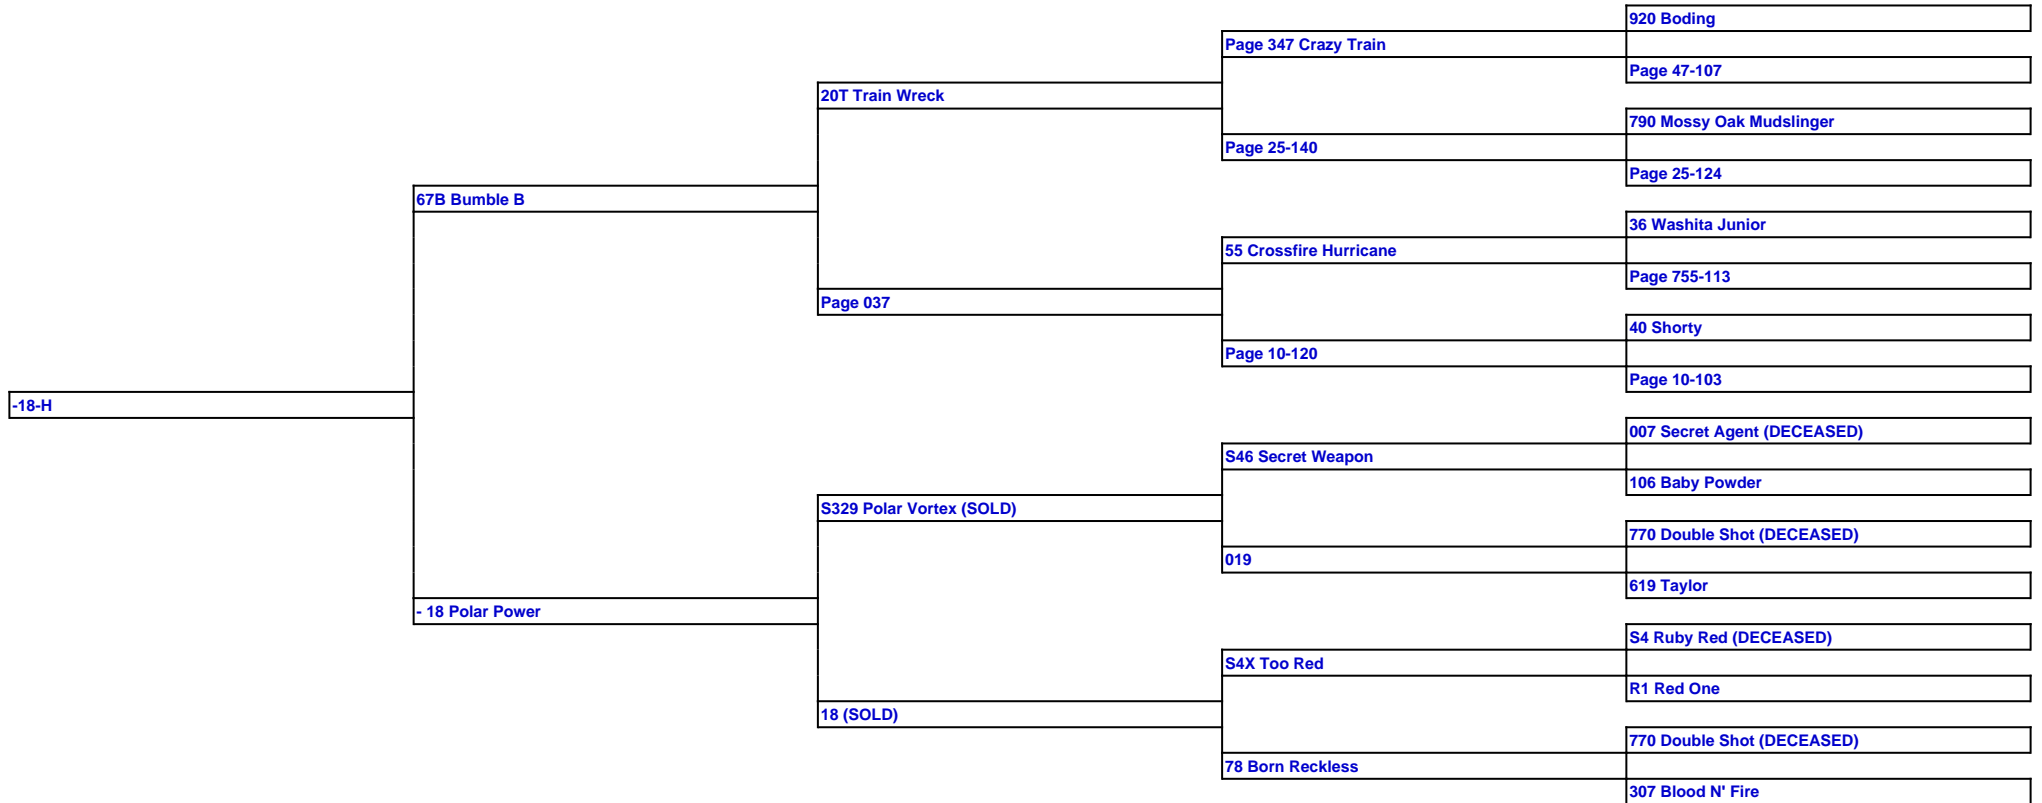 920 Boding
Page 347 Crazy Train
Page 47-107
20T Train Wreck
790 Mossy Oak Mudslinger
Page 25-140
Page 25-124
67B Bumble B
36 Washita Junior
55 Crossfire Hurricane
Page 755-113
Page 037
40 Shorty
Page 10-120
Page 10-103
-18-H
007 Secret Agent (DECEASED)
S46 Secret Weapon
106 Baby Powder
S329 Polar Vortex (SOLD)
770 Double Shot (DECEASED)
019
619 Taylor
- 18 Polar Power
S4 Ruby Red (DECEASED)
S4X Too Red
R1 Red One
18 (SOLD)
770 Double Shot (DECEASED)
78 Born Reckless
307 Blood N' Fire